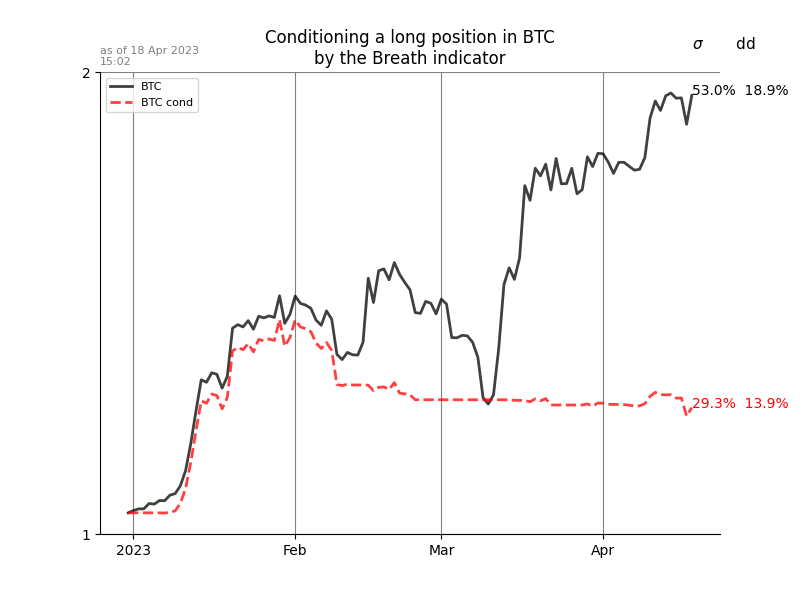 Conditioning a long position in BTC
by the Breath indicator
σ dd
as of 18 Apr 2023
15:02
2
BTC
BTC cond
53.0% 18.9%
29.3% 13.9%
1
2023 Feb Mar Apr